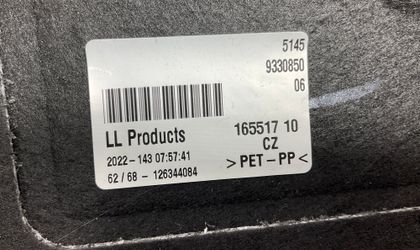 5145
9330850
06
LL Products
165517 10
CZ
2022-143 07:57:41
62/68-126344084
>PET-PP<